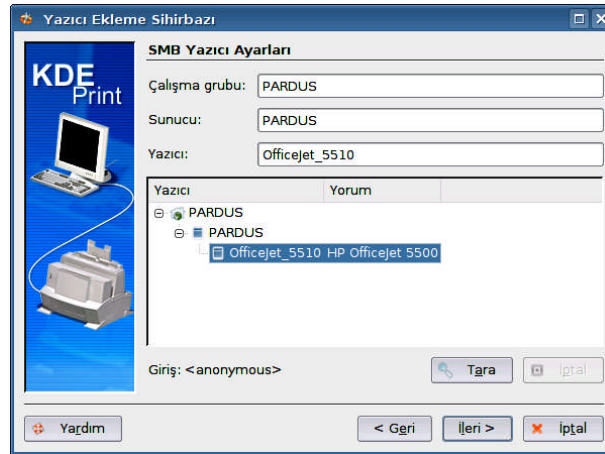 Yazıcı Ekleme Sihirbazı
KDE
Print
SMB Yazıcı Ayarları
Çalışma grubu: PARDUS
Sunucu: PARDUS
Yazıcı: OfficeJet_5510
Yazıcı Yorum
PARDUS
PARDUS
OfficeJet_5510 HP OfficeJet 5500
Giriş: <anonymous>
Tara
İptal
Yardım
< Geri
İleri >
İptal